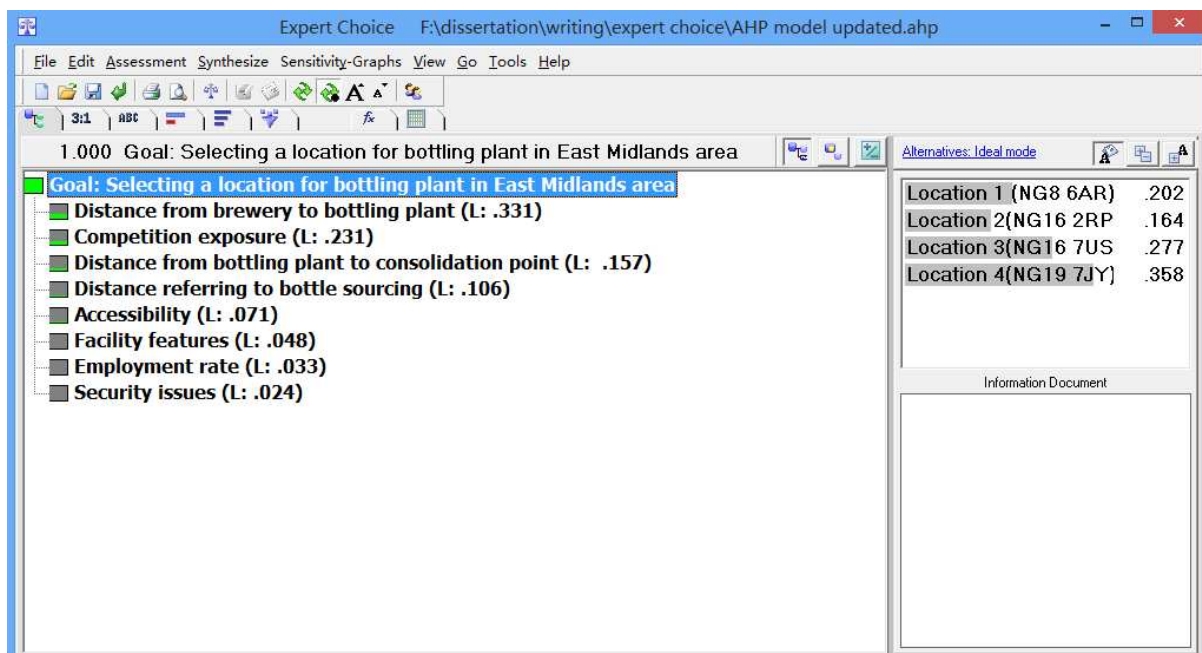 Expert Choice F:\dissertation\writing\expert choice\AHP model updated.ahp
File Edit Assessment Synthesize Sensitivity-Graphs View Go Tools Help
A A
3:1 ABC fx
1.000 Goal: Selecting a location for bottling plant in East Midlands area
Alternatives: Ideal mode A A
Goal: Selecting a location for bottling plant in East Midlands area
Distance from brewery to bottling plant (L: .331)
Competition exposure (L: .231)
Distance from bottling plant to consolidation point (L: .157)
Distance referring to bottle sourcing (L: .106)
Accessibility (L: .071)
Facility features (L: .048)
Employment rate (L: .033)
Security issues (L: .024)
Location 1 (NG8 6AR) .202
Location 2(NG16 2RP .164
Location 3(NG16 7US .277
Location 4(NG19 7JY) .358
Information Document